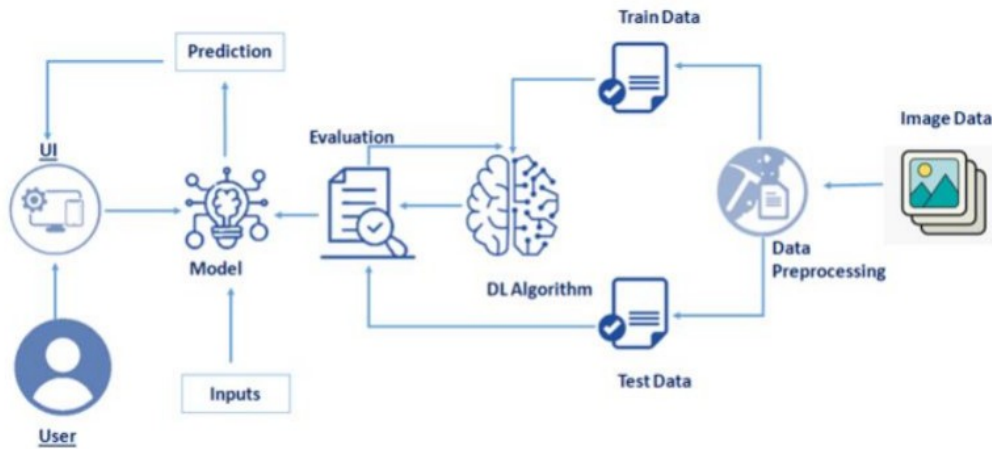 Train Data
Prediction
Image Data
Evaluation
UI
Data
Preprocessing
Model
DL Algorithm
Test Data
Inputs
User